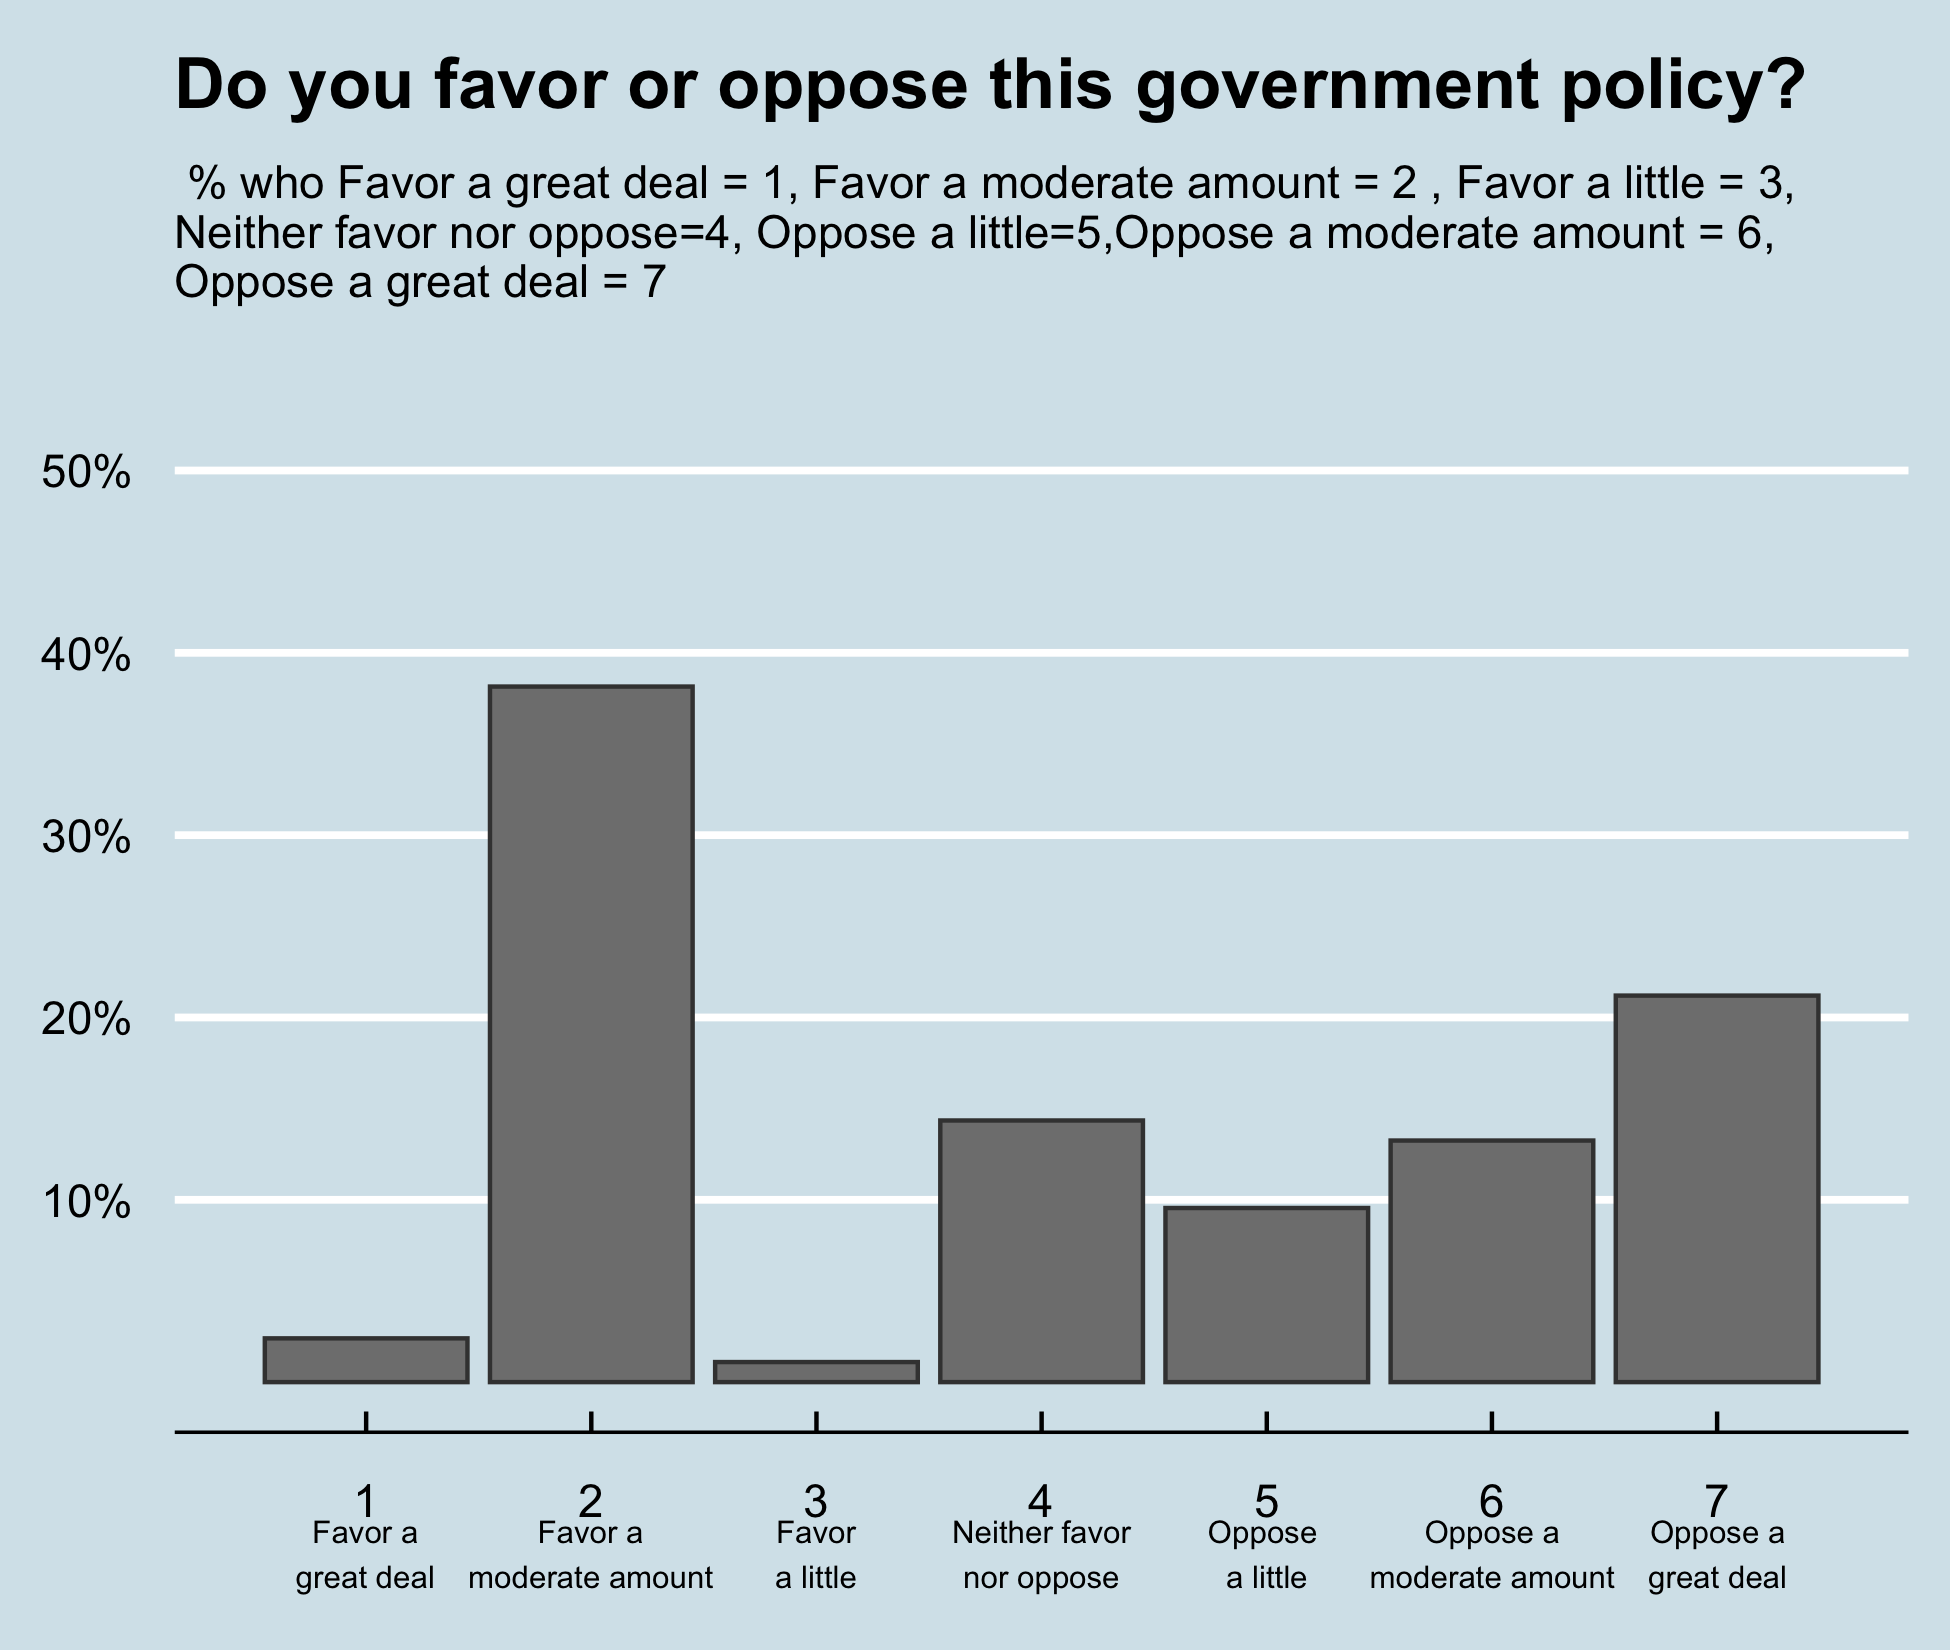 Do you favor or oppose this government policy?
% who Favor a great deal = 1, Favor a moderate amount = 2 , Favor a little = 3,
Neither favor nor oppose=4, Oppose a little=5,Oppose a moderate amount = 6,
Oppose a great deal = 7
50%
40%
30%
20%
10%
1 2 3 4 5 6 7
Favor a Favor a Favor Neither favor Oppose Oppose a Oppose a
great deal moderate amount a little nor oppose a little moderate amount great deal